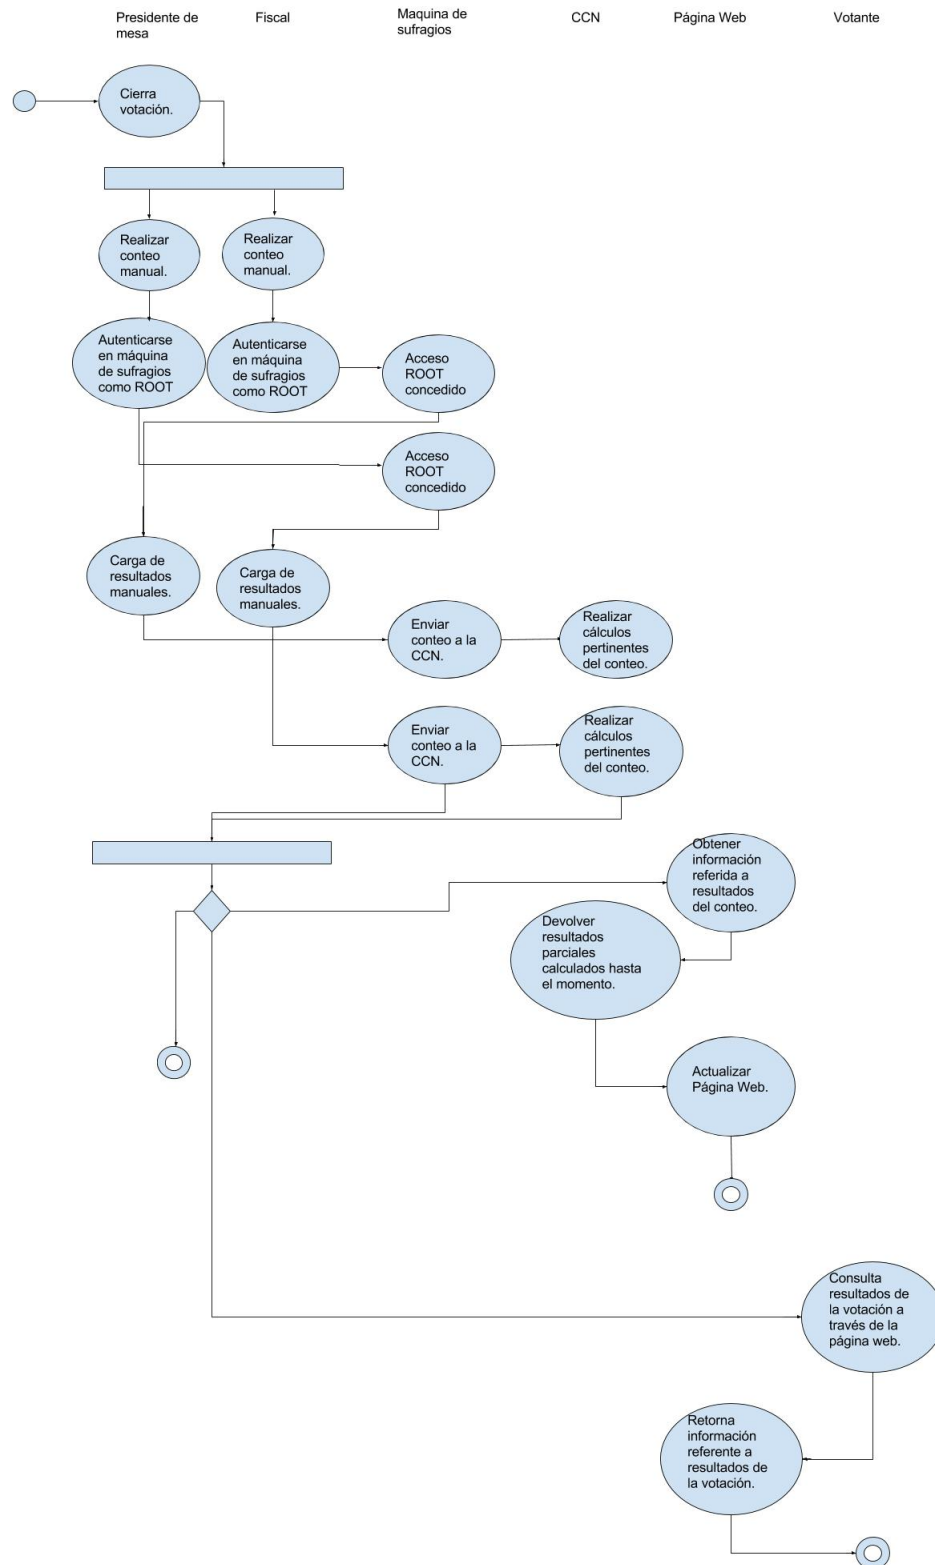 Presidente de
mesa
Fiscal
Maquina de
sufragios
CCN
Página Web
Votante
Cierra
votación.
Realizar
conteo
manual.
Realizar
conteo
manual.
Autenticarse
en máquina
de sufragios
como ROOT
Autenticarse
en máquina
de sufragios
como ROOT
Acceso
ROOT
concedido
Acceso
ROOT
concedido
Carga de
resultados
manuales.
Carga de
resultados
manuales.
Enviar
conteo a la
CCN.
Realizar
cálculos
pertinentes
del conteo.
Enviar
conteo a la
CCN.
Realizar
cálculos
pertinentes
del conteo.
Obtener
información
referida a
resultados
del conteo.
Devolver
resultados
parciales
calculados hasta
el momento.
Actualizar
Página Web.
Consulta
resultados de
la votación a
través de la
página web.
Retorna
información
referente a
resultados de
la votación.